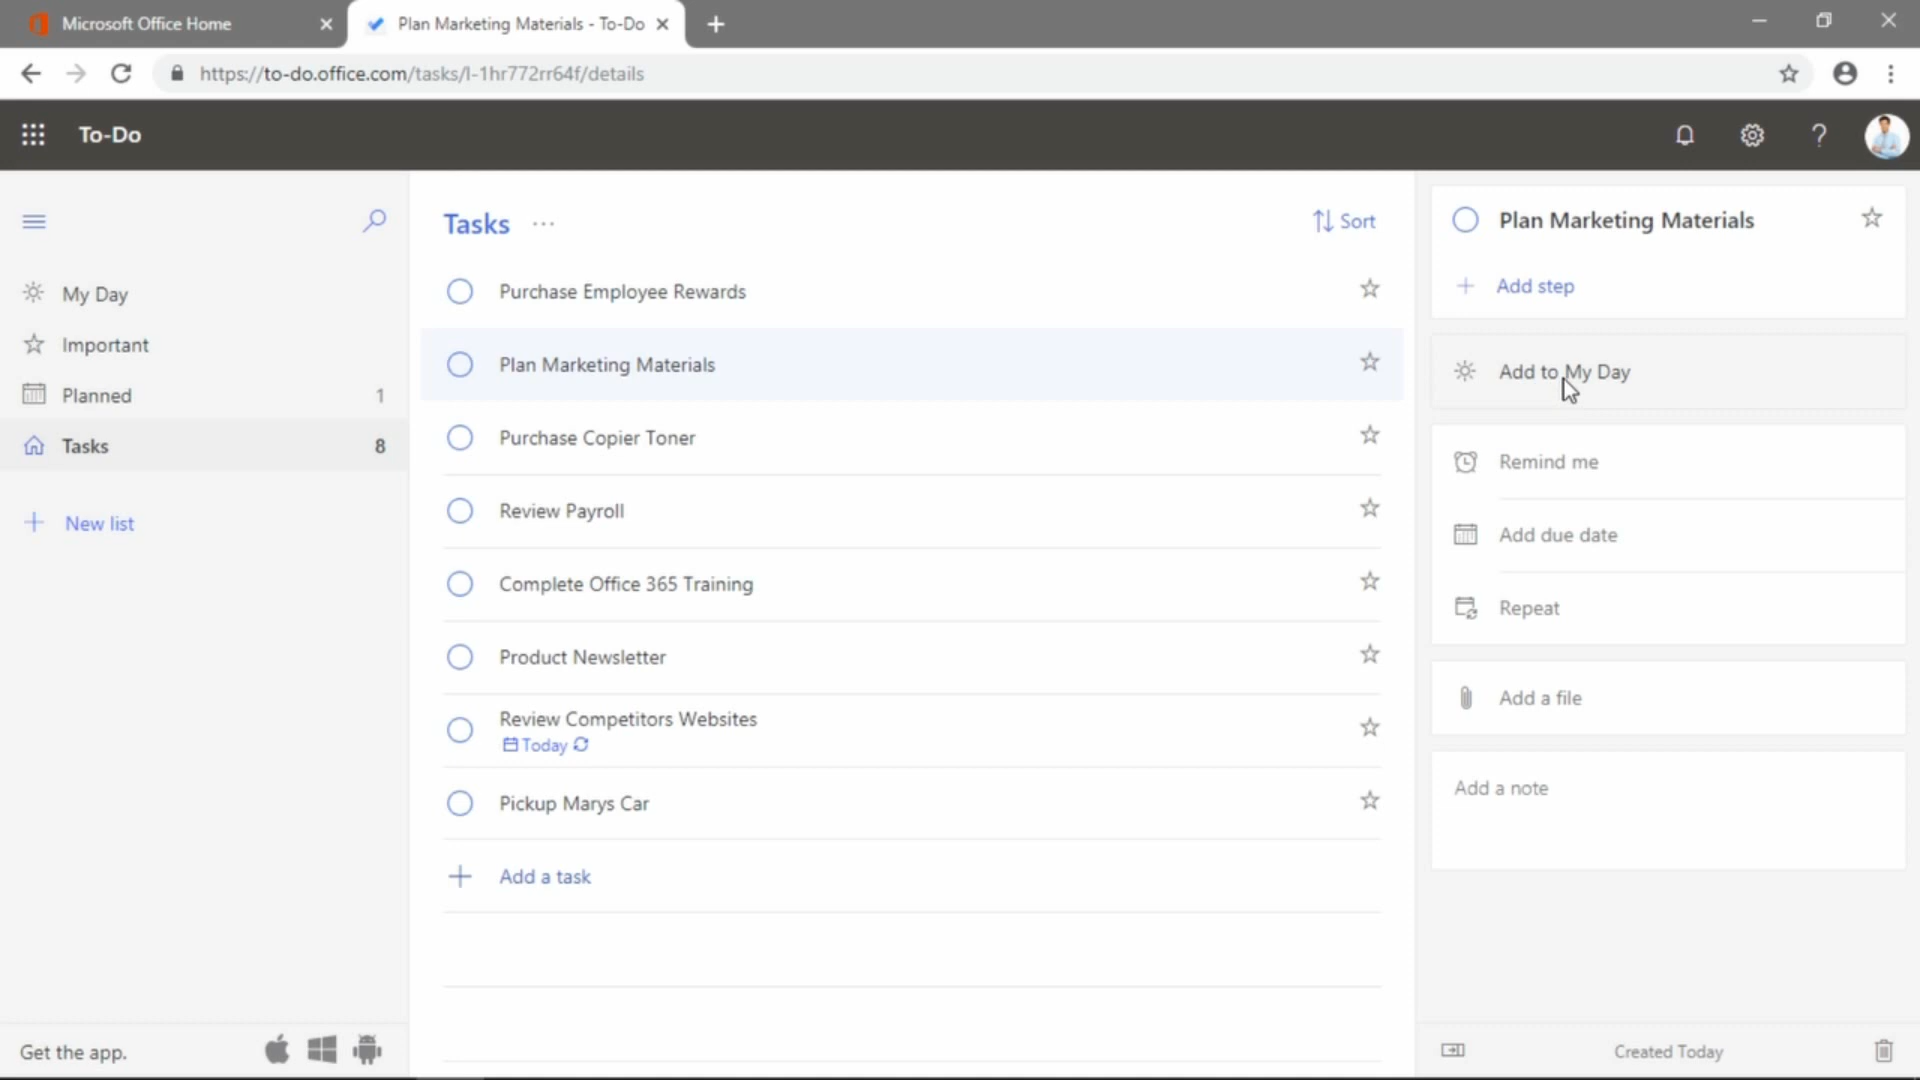 Microsoft Office Home
Plan Marketing Materials - To-Do
https://to-do.office.com/tasks/l-1hr772rr64f/details
To-Do
My Day
Important
Planned 1
Tasks 8
New list
Get the app.
Tasks ...
Sort
Purchase Employee Rewards
Plan Marketing Materials
Purchase Copier Toner
Review Payroll
Complete Office 365 Training
Product Newsletter
Review Competitors Websites
Today
Pickup Marys Car
Add a task
Plan Marketing Materials
Add step
Add to My Day
Remind me
Add due date
Repeat
Add a file
Add a note
Created Today